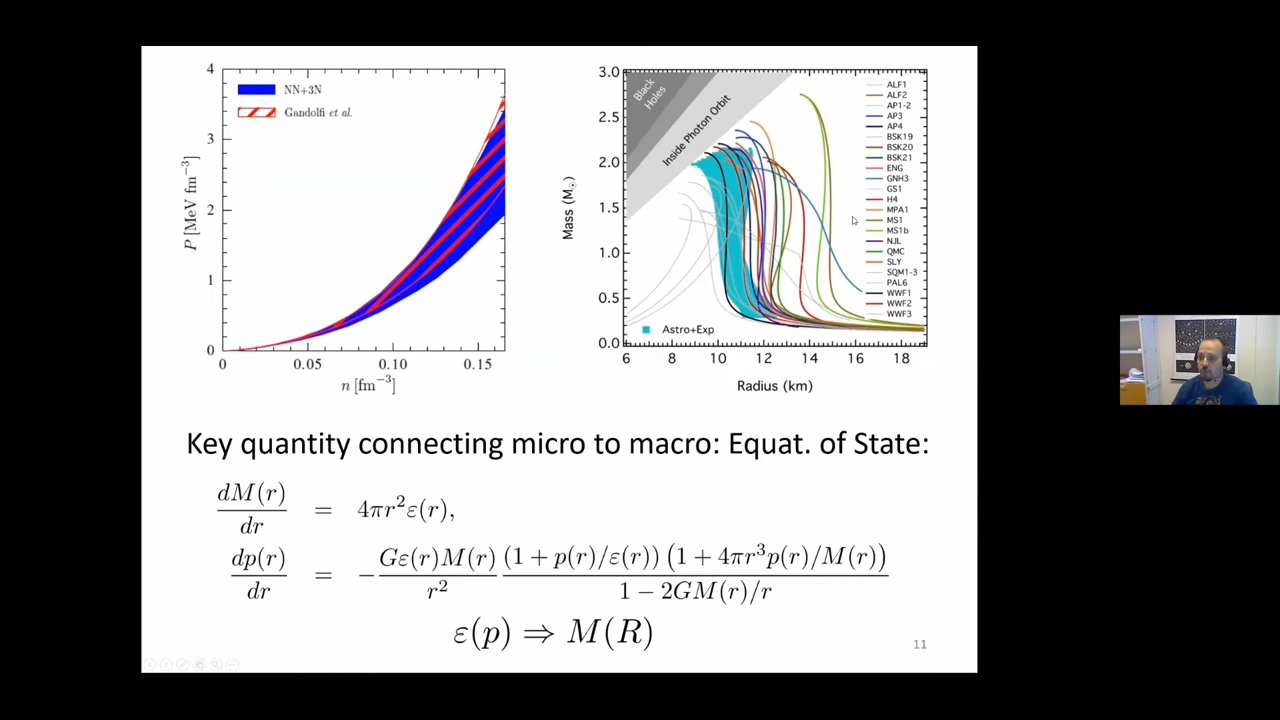 4
3
2
1
0
P [MeV fm⁻³]
NN+3N
Gandolfi et al.
0
0.05
0.10
0.15
n [fm⁻³]
3.0
2.5
2.0
1.5
1.0
0.5
0.0
Mass (M⊙)
Black
Holes
Inside Photon Orbit
Astro+Exp
6
8
10
12
14
16
18
Radius (km)
ALF1
ALF2
AP1-2
AP3
AP4
BSK19
BSK20
BSK21
ENG
GNH3
GS1
H4
MPA1
MS1
MS1b
NJL
QMC
SLY
SQM1-3
PAL6
WWF1
WWF2
WWF3
Key quantity connecting micro to macro: Equat. of State:
dM(r)/dr = 4πr²ε(r),
dp(r)/dr = −Gε(r)M(r)/r² (1 + p(r)/ε(r)) (1 + 4πr³p(r)/M(r))/1 − 2GM(r)/r
ε(p) ⇒ M(R)
11